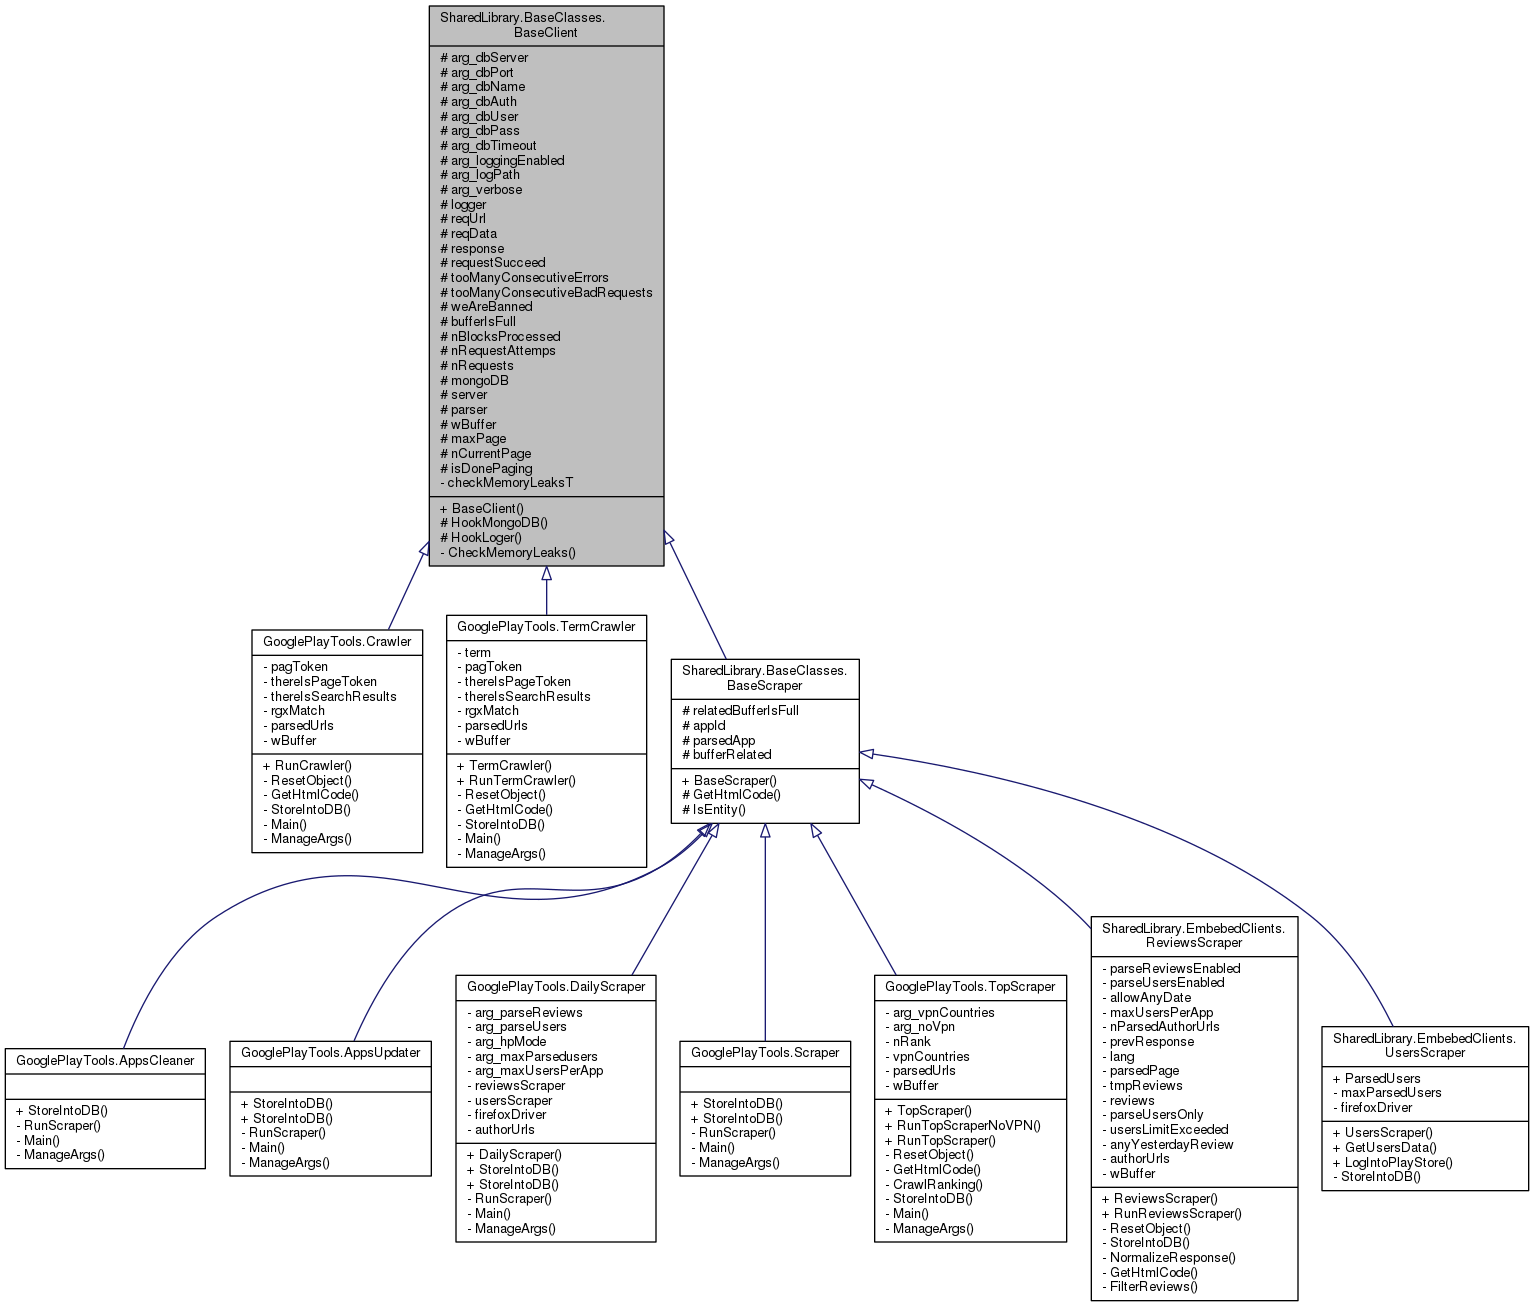 SharedLibrary.BaseClasses.
BaseClient
# arg_dbServer
# arg_dbPort
# arg_dbName
# arg_dbAuth
# arg_dbUser
# arg_dbPass
# arg_dbTimeout
# arg_loggingEnabled
# arg_logPath
# arg_verbose
# logger
# reqUrl
# reqData
# response
# requestSucceed
# tooManyConsecutiveErrors
# tooManyConsecutiveBadRequests
# weAreBanned
# bufferIsFull
# nBlocksProcessed
# nRequestAttemps
# nRequests
# mongoDB
# server
# parser
# wBuffer
# maxPage
# nCurrentPage
# isDonePaging
- checkMemoryLeaksT
+ BaseClient()
# HookMongoDB()
# HookLoger()
- CheckMemoryLeaks()
GooglePlayTools.Crawler
- pagToken
- thereIsPageToken
- thereIsSearchResults
- rgxMatch
- parsedUrls
- wBuffer
+ RunCrawler()
- ResetObject()
- GetHtmlCode()
- StoreIntoDB()
- Main()
- ManageArgs()
GooglePlayTools.TermCrawler
- term
- pagToken
- thereIsPageToken
- thereIsSearchResults
- rgxMatch
- parsedUrls
- wBuffer
+ TermCrawler()
+ RunTermCrawler()
- ResetObject()
- GetHtmlCode()
- StoreIntoDB()
- Main()
- ManageArgs()
SharedLibrary.BaseClasses.
BaseScraper
# relatedBufferIsFull
# appId
# parsedApp
# bufferRelated
+ BaseScraper()
# GetHtmlCode()
# IsEntity()
GooglePlayTools.AppsCleaner
+ StoreIntoDB()
- RunScraper()
- Main()
- ManageArgs()
GooglePlayTools.AppsUpdater
+ StoreIntoDB()
+ StoreIntoDB()
- RunScraper()
- Main()
- ManageArgs()
GooglePlayTools.DailyScraper
- arg_parseReviews
- arg_parseUsers
- arg_hpMode
- arg_maxParsedusers
- arg_maxUsersPerApp
- reviewsScraper
- usersScraper
- firefoxDriver
- authorUrls
+ DailyScraper()
+ StoreIntoDB()
+ StoreIntoDB()
- RunScraper()
- Main()
- ManageArgs()
GooglePlayTools.Scraper
+ StoreIntoDB()
+ StoreIntoDB()
- RunScraper()
- Main()
- ManageArgs()
GooglePlayTools.TopScraper
- arg_vpnCountries
- arg_noVpn
- nRank
- vpnCountries
- parsedUrls
- wBuffer
+ TopScraper()
+ RunTopScraperNoVPN()
+ RunTopScraper()
- ResetObject()
- GetHtmlCode()
- CrawlRanking()
- StoreIntoDB()
- Main()
- ManageArgs()
SharedLibrary.EmbebedClients.
ReviewsScraper
- parseReviewsEnabled
- parseUsersEnabled
- allowAnyDate
- maxUsersPerApp
- nParsedAuthorUrls
- prevResponse
- lang
- parsedPage
- tmpReviews
- reviews
- parseUsersOnly
- usersLimitExceeded
- anyYesterdayReview
- authorUrls
- wBuffer
+ ReviewsScraper()
+ RunReviewsScraper()
- ResetObject()
- StoreIntoDB()
- NormalizeResponse()
- GetHtmlCode()
- FilterReviews()
SharedLibrary.EmbebedClients.
UsersScraper
+ ParsedUsers
- maxParsedUsers
- firefoxDriver
+ UsersScraper()
+ GetUsersData()
+ LogIntoPlayStore()
- StoreIntoDB()